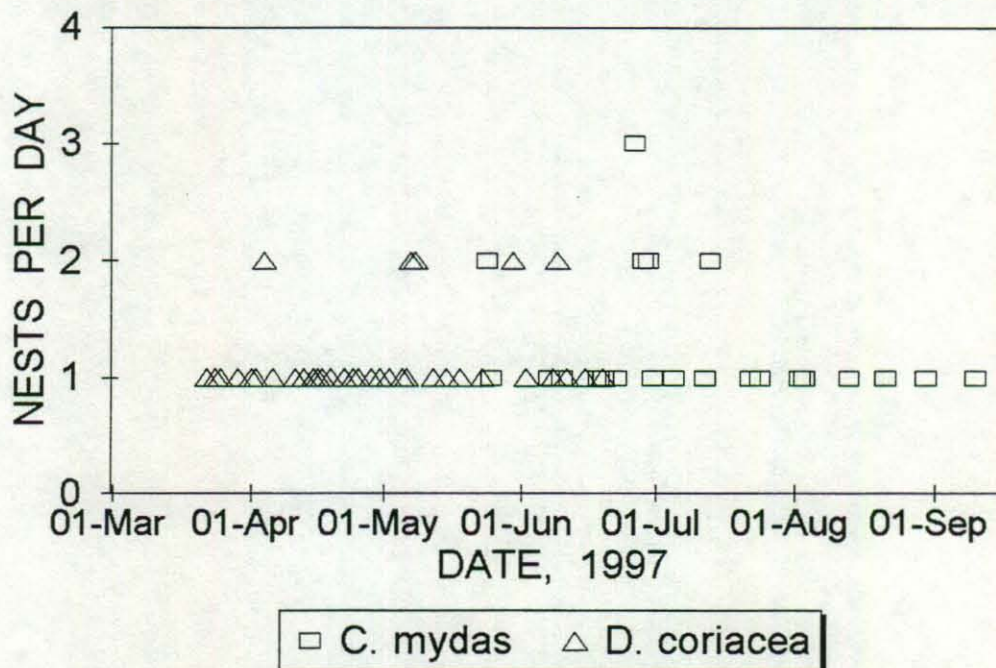 NESTS PER DAY
4
3
2
1
0
01-Mar 01-Apr 01-May 01-Jun 01-Jul 01-Aug 01-Sep
DATE, 1997
C. mydas D. coriacea